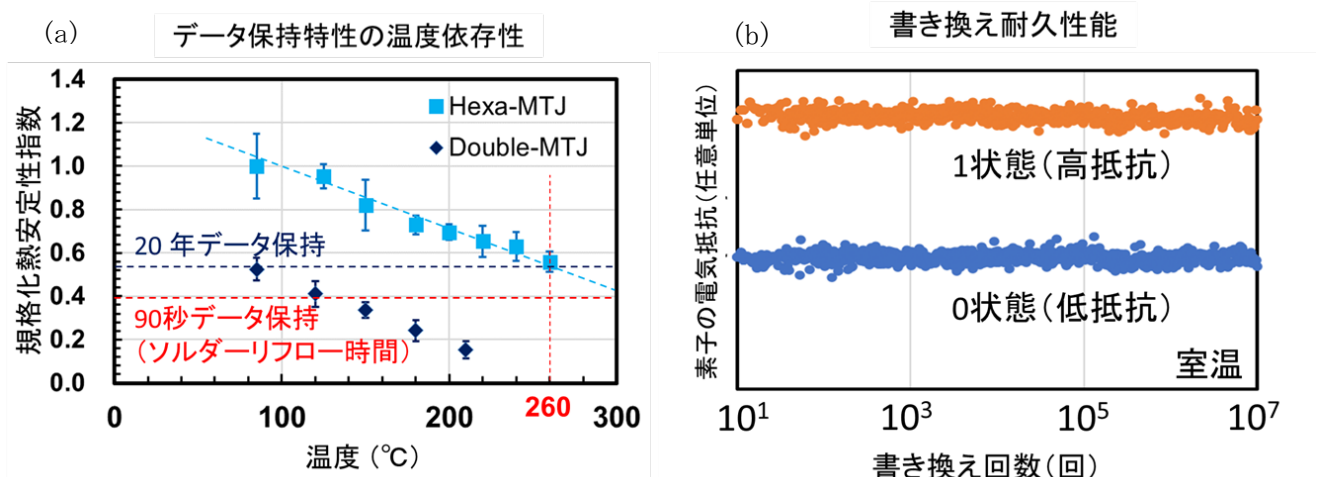 (a)
データ保持特性の温度依存性
規格化熱安定性指数
1.4
1.2
1.0
0.8
0.6
0.4
0.2
0.0
Hexa-MTJ
Double-MTJ
20 年データ保持
90秒データ保持
(ソルダーリフロー時間)
0
100
200
260
300
温度 (℃)
(b)
書き換え耐久性能
素子の電気抵抗(任意単位)
1状態(高抵抗)
0状態(低抵抗)
室温
10¹
10³
10⁵
10⁷
書き換え回数(回)